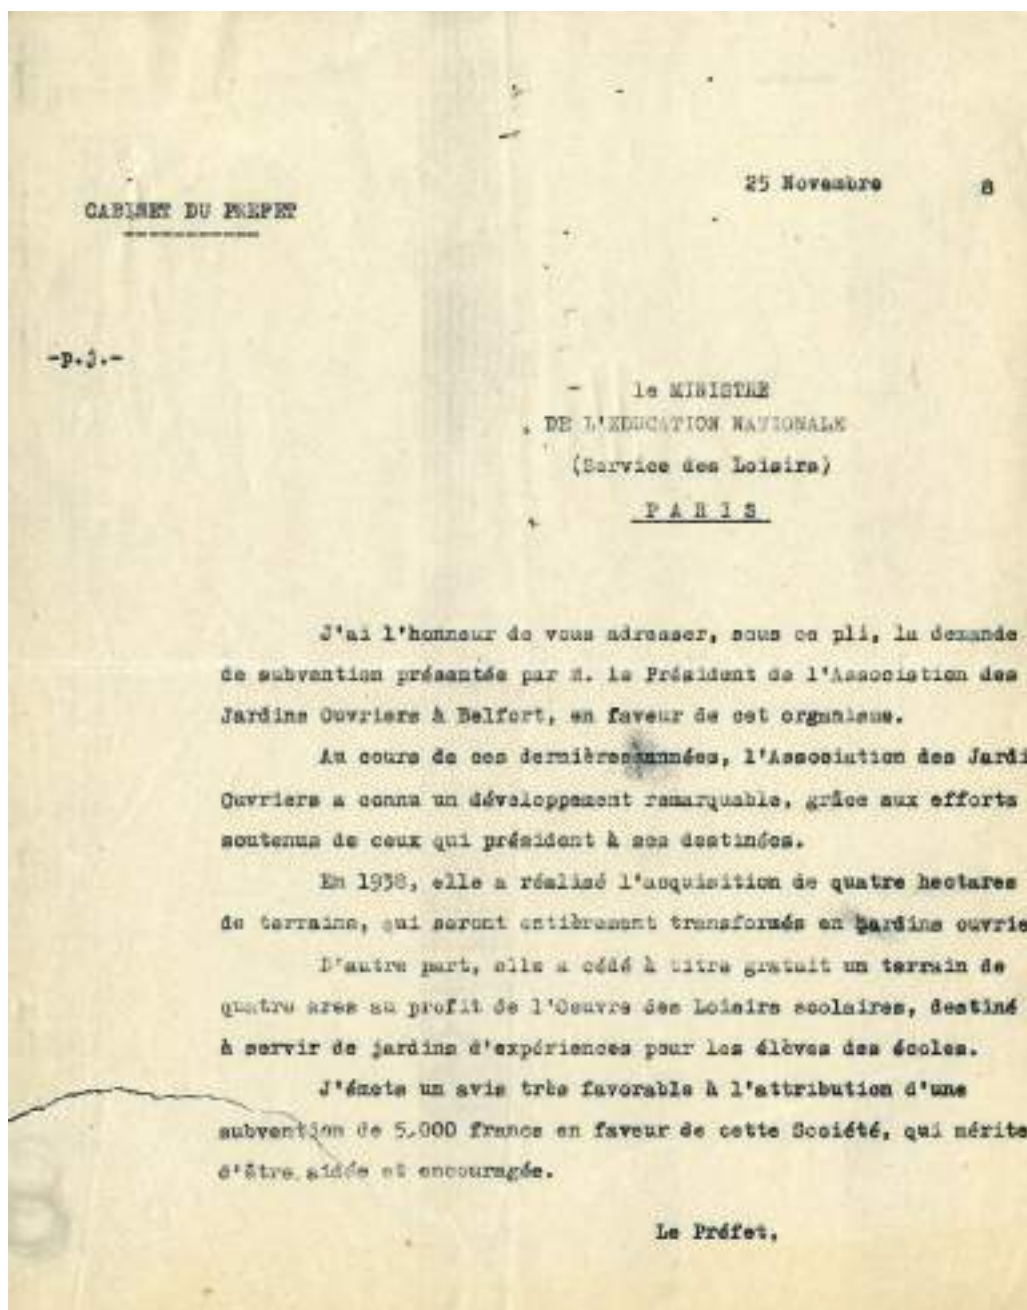 25 Novembre 8
CABINET DU PREFET
-p.j.-
le MINISTRE
DE L'EDUCATION NATIONALE
(Service des Loisirs)
PARIS
J'ai l'honneur de vous adresser, sous ce pli, la demande
de subvention présentée par M. le Président de l'Association des
Jardins Ouvriers à Belfort, en faveur de cet organisme.
Au cours de ces dernières années, l'Association des Jardi
Ouvriers a connu un développement remarquable, grâce aux efforts
soutenus de ceux qui président à ses destinées.
En 1938, elle a réalisé l'acquisition de quatre hectares
de terrains, qui seront entièrement transformés en jardins ouvrie
D'autre part, elle a cédé à titre gratuit un terrain de
quatre ares au profit de l'Oeuvre des Loisirs scolaires, destiné
à servir de jardins d'expériences pour les élèves des écoles.
J'émets un avis très favorable à l'attribution d'une
subvention de 5.000 francs en faveur de cette Société, qui mérite
d'être aidée et encouragée.
Le Préfet,